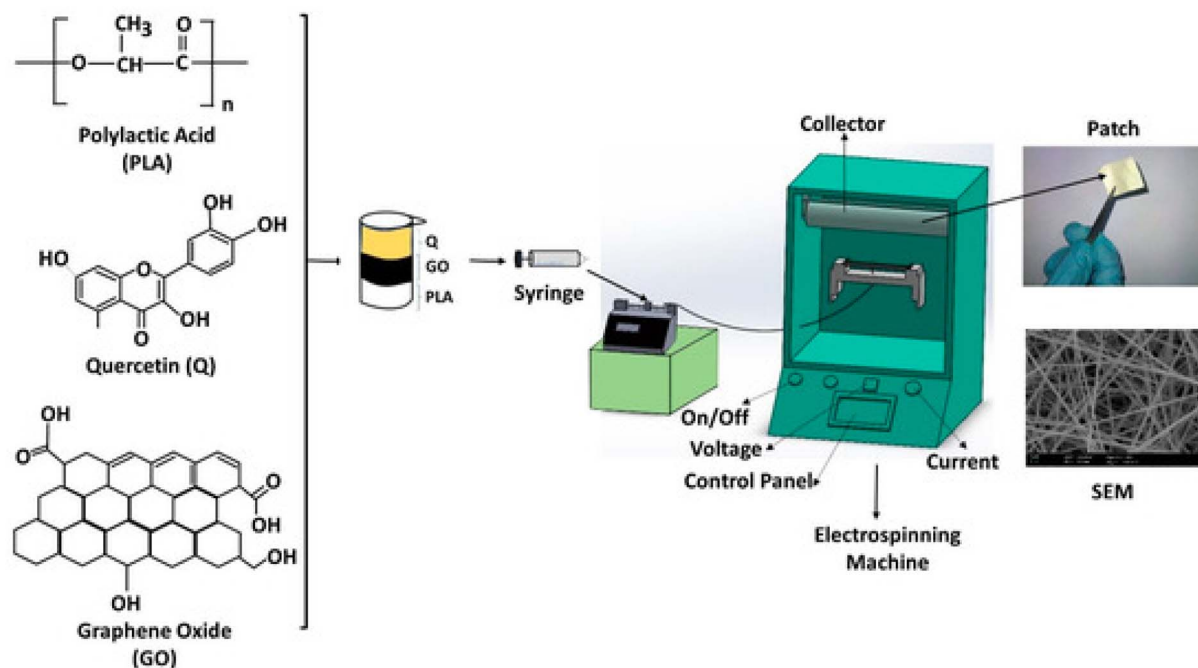 CH₃
O
O
CH
C
n
Polylactic Acid
(PLA)
OH
OH
HO
O
OH
O
Quercetin (Q)
OH
O
O
OH
OH
OH
Graphene Oxide
(GO)
Q
GO
PLA
Syringe
Collector
On/Off
Voltage
Control Panel
Current
Electrospinning
Machine
Patch
SEM